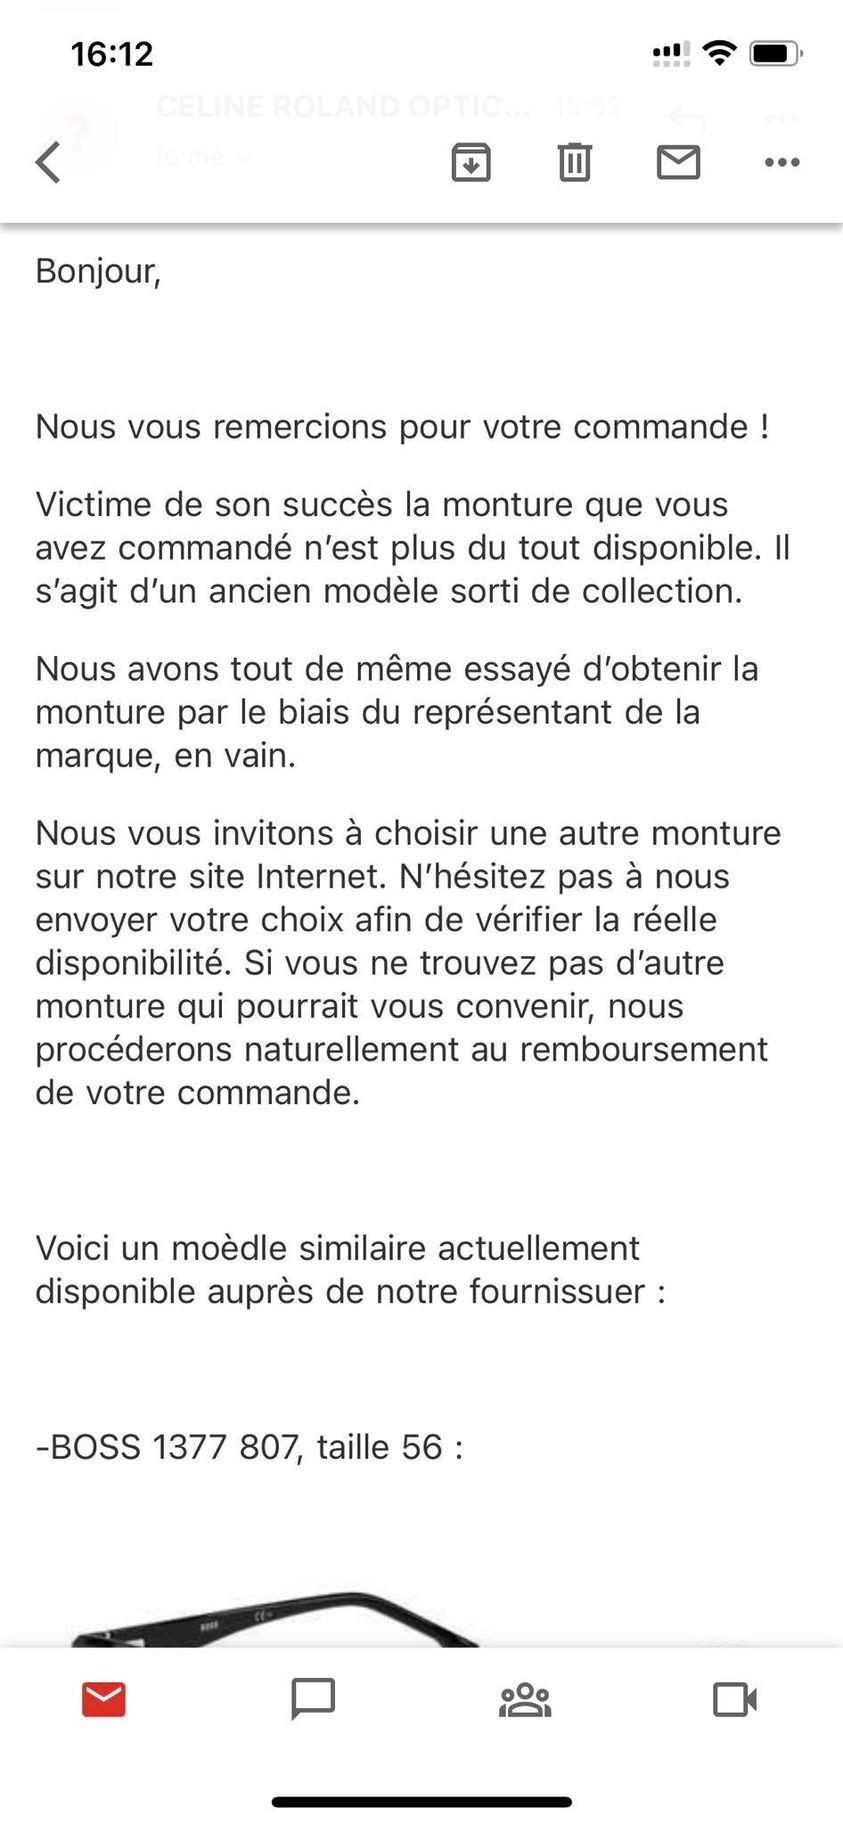 16:12
CELINE ROLAND OPTIC... 15:52
to me
Bonjour,
Nous vous remercions pour votre commande !
Victime de son succès la monture que vous
avez commandé n’est plus du tout disponible. Il
s’agit d’un ancien modèle sorti de collection.
Nous avons tout de même essayé d’obtenir la
monture par le biais du représentant de la
marque, en vain.
Nous vous invitons à choisir une autre monture
sur notre site Internet. N’hésitez pas à nous
envoyer votre choix afin de vérifier la réelle
disponibilité. Si vous ne trouvez pas d’autre
monture qui pourrait vous convenir, nous
procéderons naturellement au remboursement
de votre commande.
Voici un moèdle similaire actuellement
disponible auprès de notre fournissuer :
-BOSS 1377 807, taille 56 :
BOSS CE